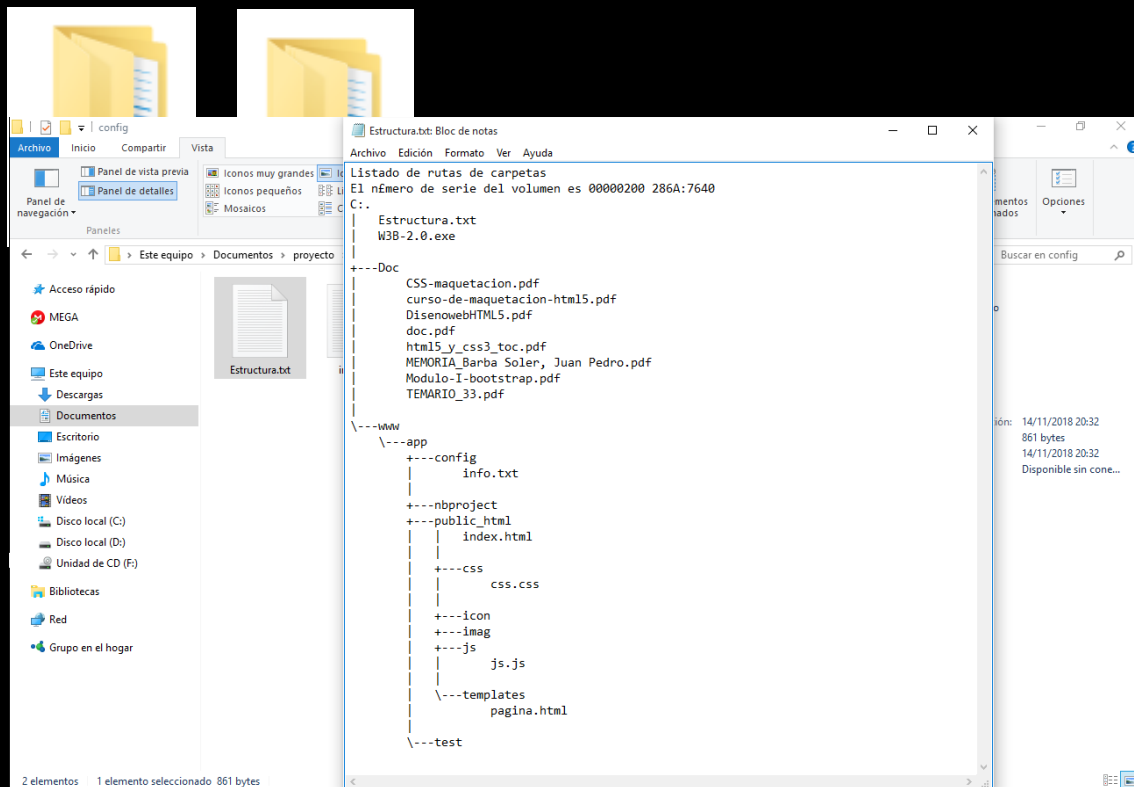 config
Archivo Inicio Compartir Vista
Panel de navegación
Panel de vista previa
Panel de detalles
Iconos muy grandes
Iconos pequeños
Mosaicos
Paneles
Opciones
Este equipo > Documentos > proyecto
Buscar en config
Acceso rápido
MEGA
OneDrive
Este equipo
Descargas
Documentos
Escritorio
Imágenes
Música
Vídeos
Disco local (C:)
Disco local (D:)
Unidad de CD (F:)
Bibliotecas
Red
Grupo en el hogar
Estructura.txt
2 elementos 1 elemento seleccionado 861 bytes
Estructura.txt: Bloc de notas
Archivo Edición Formato Ver Ayuda
Listado de rutas de carpetas
El n£mero de serie del volumen es 00000200 286A:7640
C:.
|   Estructura.txt
|   W3B-2.0.exe
|
+---Doc
|       CSS-maquetacion.pdf
|       curso-de-maquetacion-html5.pdf
|       DisenowebHTML5.pdf
|       doc.pdf
|       html5_y_css3_toc.pdf
|       MEMORIA_Barba Soler, Juan Pedro.pdf
|       Modulo-I-bootstrap.pdf
|       TEMARIO_33.pdf
|
\---www
    \---app
        +---config
        |       info.txt
        |
        +---nbproject
        +---public_html
        |   |   index.html
        |   |
        |   +---css
        |   |       css.css
        |   |
        |   +---icon
        |   +---imag
        |   +---js
        |   |       js.js
        |   |
        |   \---templates
        |           pagina.html
        |
        \---test
14/11/2018 20:32
861 bytes
14/11/2018 20:32
Disponible sin cone...